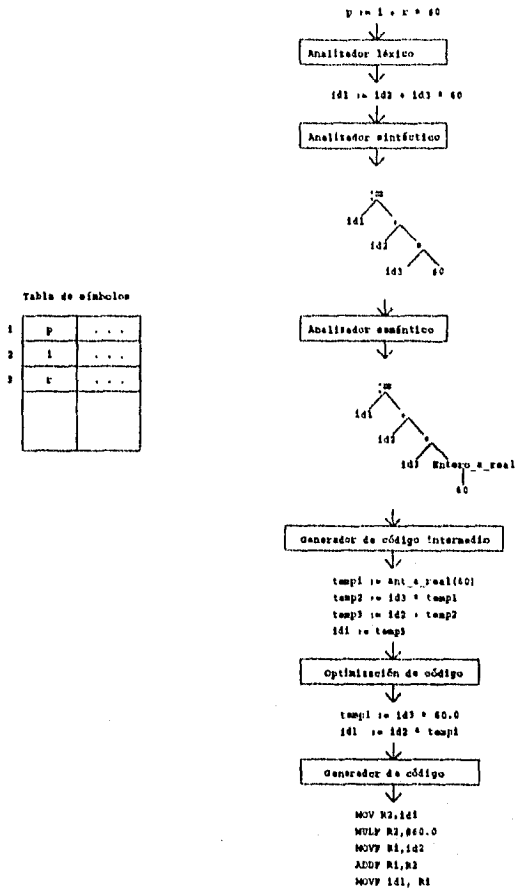 p := i + r * 60
Analizador léxico
id1 := id2 + id3 * 60
Analizador sintáctico
:=
id1 +
id2 *
id3 60
Tabla de símbolos
1 p ...
2 i ...
3 r ...
Analizador semántico
:=
id1 +
id2 *
id3 Entero_a_real
60
Generador de código intermedio
temp1 := ent_a_real(60)
temp2 := id3 * temp1
temp3 := id2 + temp2
id1 := temp3
Optimización de código
temp1 := id3 * 60.0
id1 := id2 + temp1
Generador de código
MOV R2,id1
MULF R2,#60.0
MOVF R1,id2
ADDF R1,R2
MOVF id1, R1